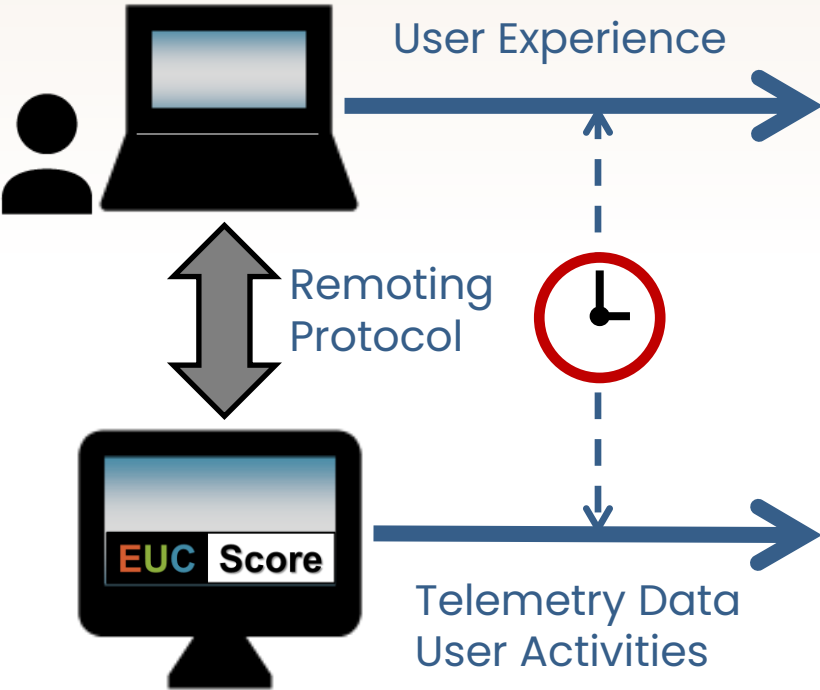 User Experience
Remoting
Protocol
EUC Score
Telemetry Data
User Activities